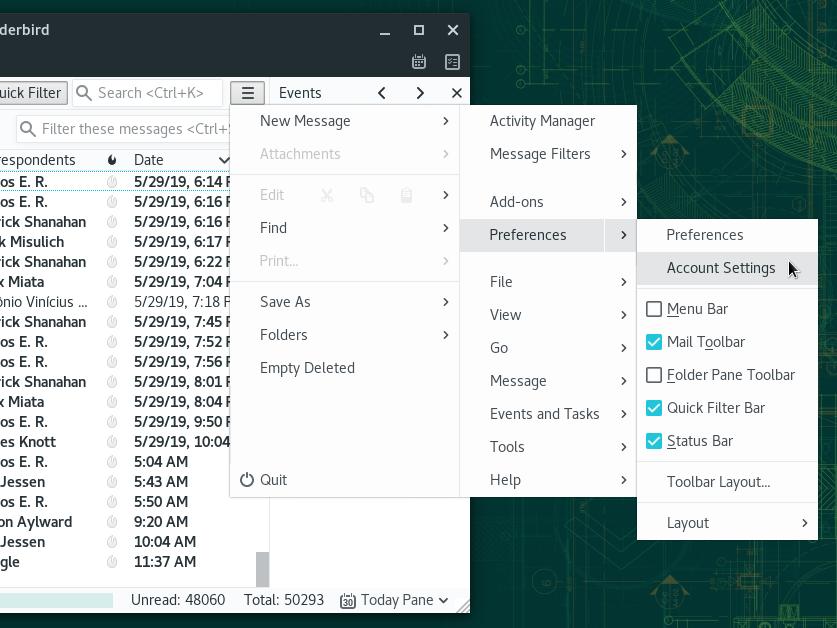 derbird
uick Filter
Search <Ctrl+K>
Events
Filter these messages <Ctrl+S
respondents Date
os E. R. 5/29/19, 6:14 P
os E. R. 5/29/19, 6:16 P
rick Shanahan 5/29/19, 6:16 P
k Misulich 5/29/19, 6:17 P
rick Shanahan 5/29/19, 6:22 P
x Miata 5/29/19, 7:04 P
ônio Vinícius ... 5/29/19, 7:18 P
rick Shanahan 5/29/19, 7:45 P
os E. R. 5/29/19, 7:52 P
os E. R. 5/29/19, 7:56 P
rick Shanahan 5/29/19, 8:01 P
x Miata 5/29/19, 8:04 P
os E. R. 5/29/19, 9:50 P
es Knott 5/29/19, 10:04
os E. R. 5:04 AM
Jessen 5:43 AM
os E. R. 5:50 AM
on Aylward 9:20 AM
Jessen 10:04 AM
gle 11:37 AM
Unread: 48060 Total: 50293 30 Today Pane
New Message
Attachments
Edit
Find
Print...
Save As
Folders
Empty Deleted
Quit
Activity Manager
Message Filters
Add-ons
Preferences
File
View
Go
Message
Events and Tasks
Tools
Help
Preferences
Account Settings
Menu Bar
Mail Toolbar
Folder Pane Toolbar
Quick Filter Bar
Status Bar
Toolbar Layout...
Layout